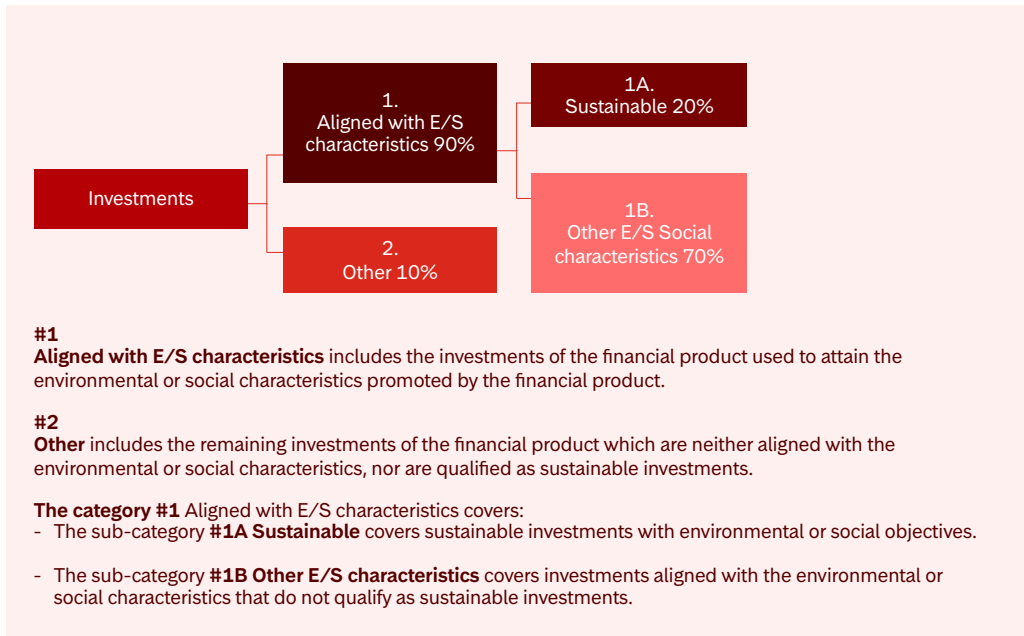 1.
Aligned with E/S
characteristics 90%
1A.
Sustainable 20%
Investments
1B.
Other E/S Social
characteristics 70%
2.
Other 10%
#1
Aligned with E/S characteristics includes the investments of the financial product used to attain the
environmental or social characteristics promoted by the financial product.
#2
Other includes the remaining investments of the financial product which are neither aligned with the
environmental or social characteristics, nor are qualified as sustainable investments.
The category #1 Aligned with E/S characteristics covers:
- The sub-category #1A Sustainable covers sustainable investments with environmental or social objectives.
- The sub-category #1B Other E/S characteristics covers investments aligned with the environmental or
social characteristics that do not qualify as sustainable investments.